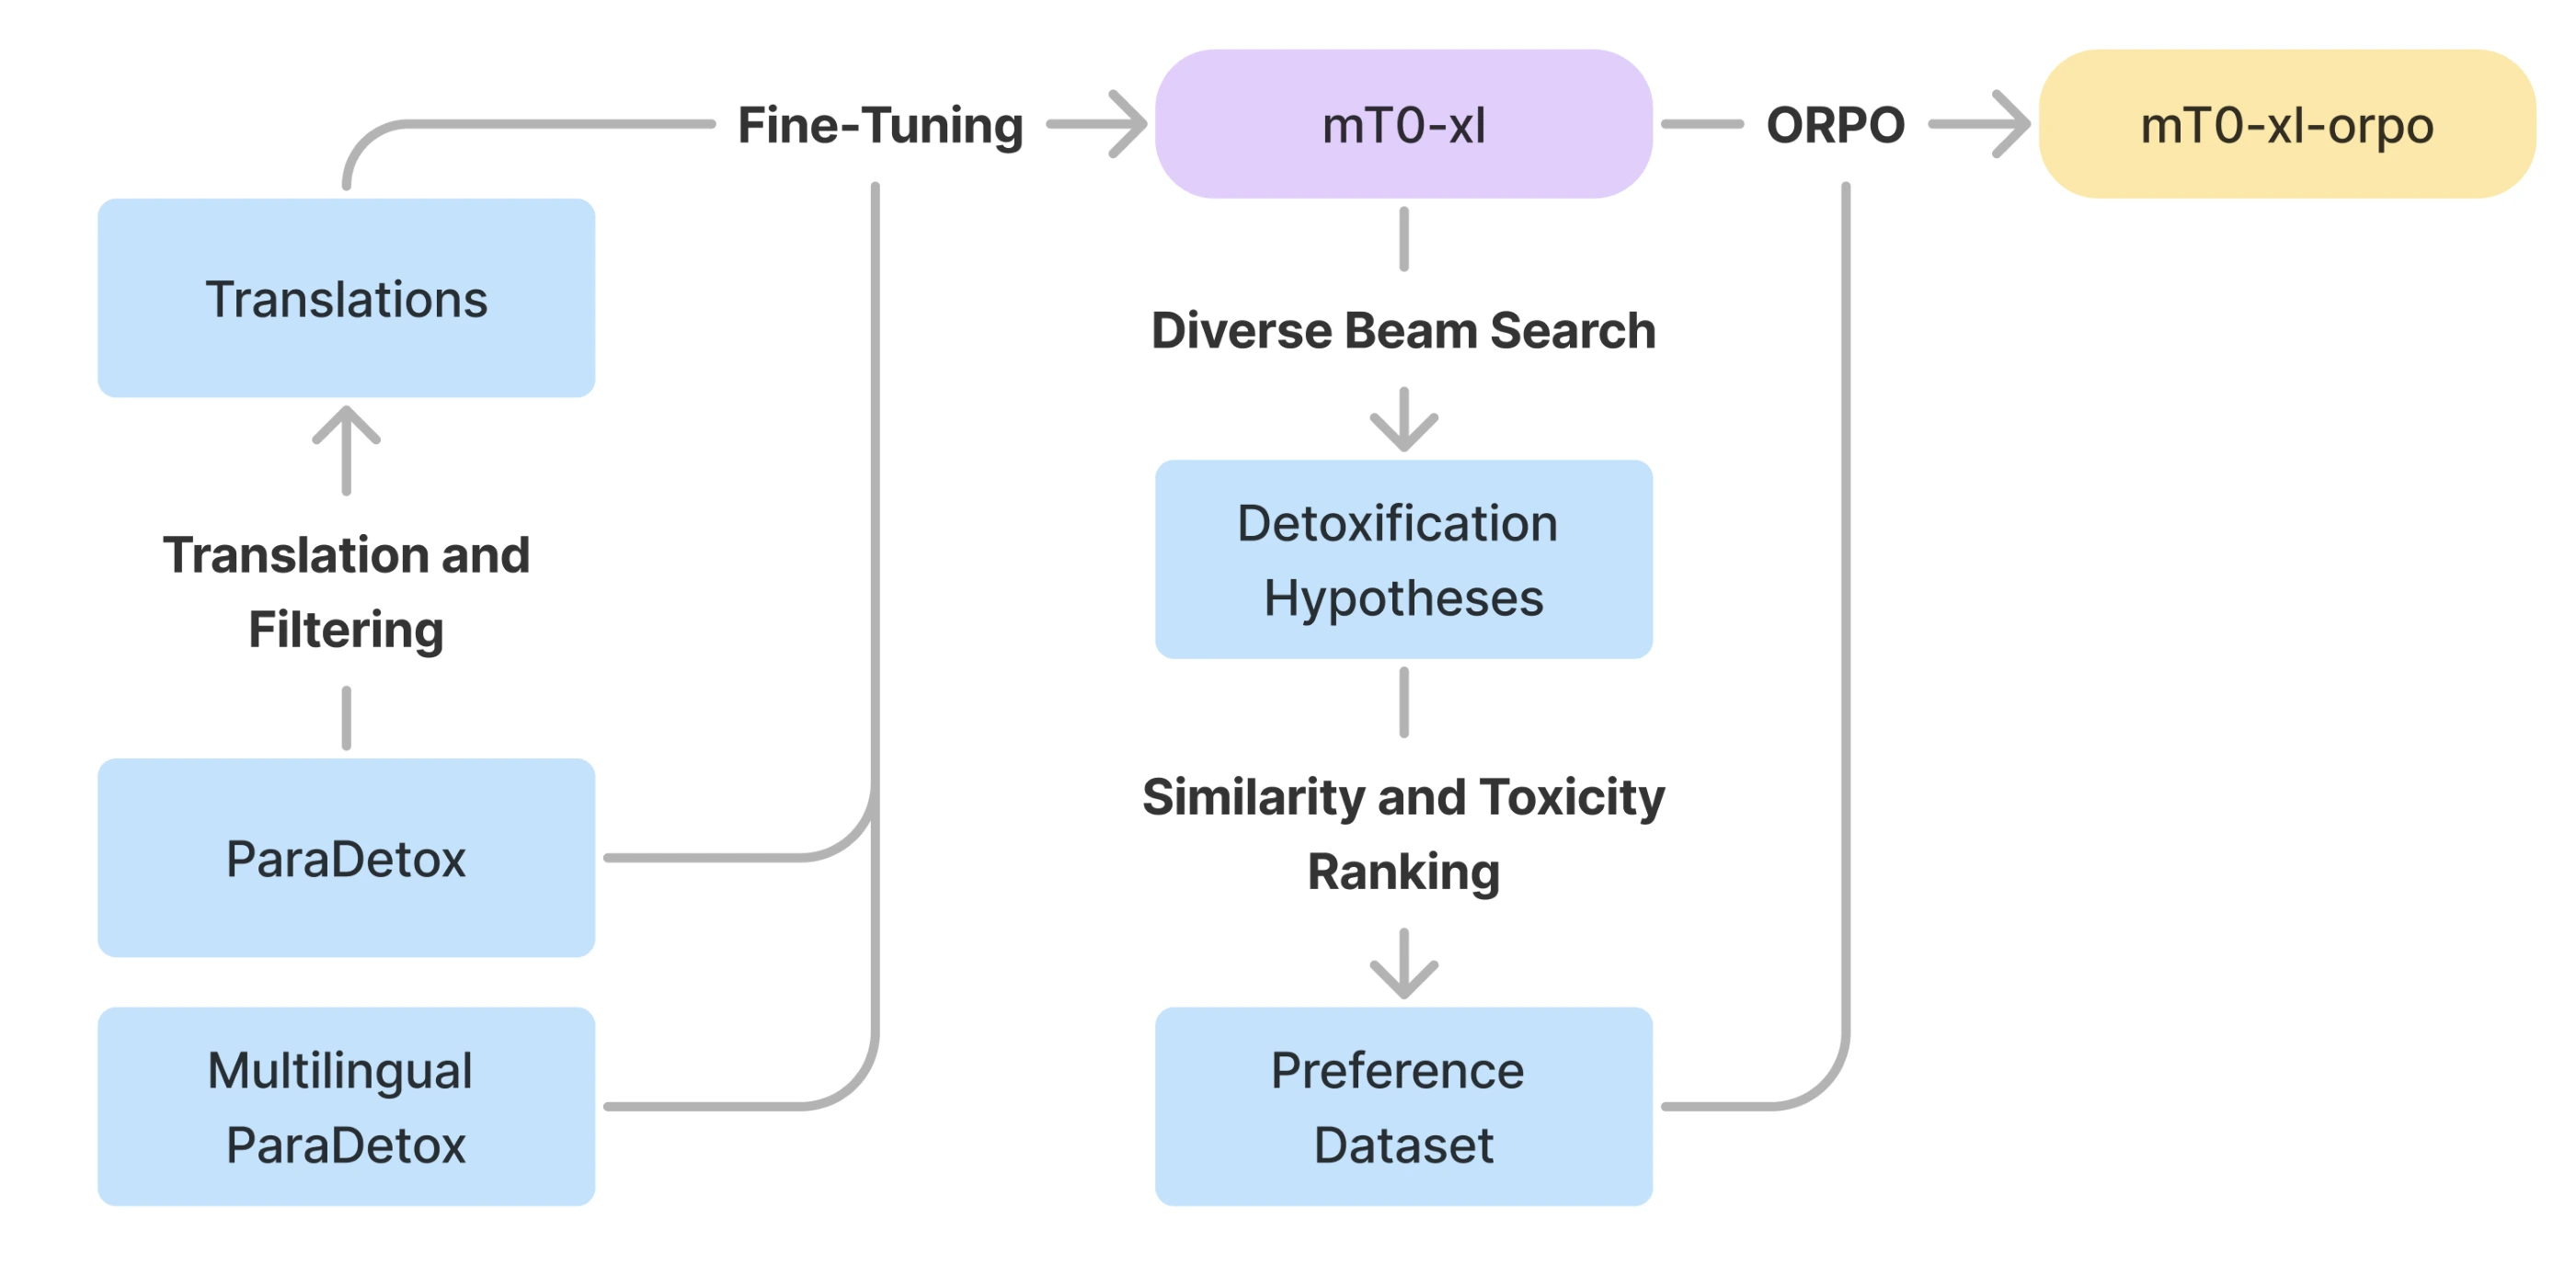 Fine-Tuning
mT0-xl
ORPO
mT0-xl-orpo
Translations
Translation and
Filtering
ParaDetox
Multilingual
ParaDetox
Diverse Beam Search
Detoxification
Hypotheses
Similarity and Toxicity
Ranking
Preference
Dataset